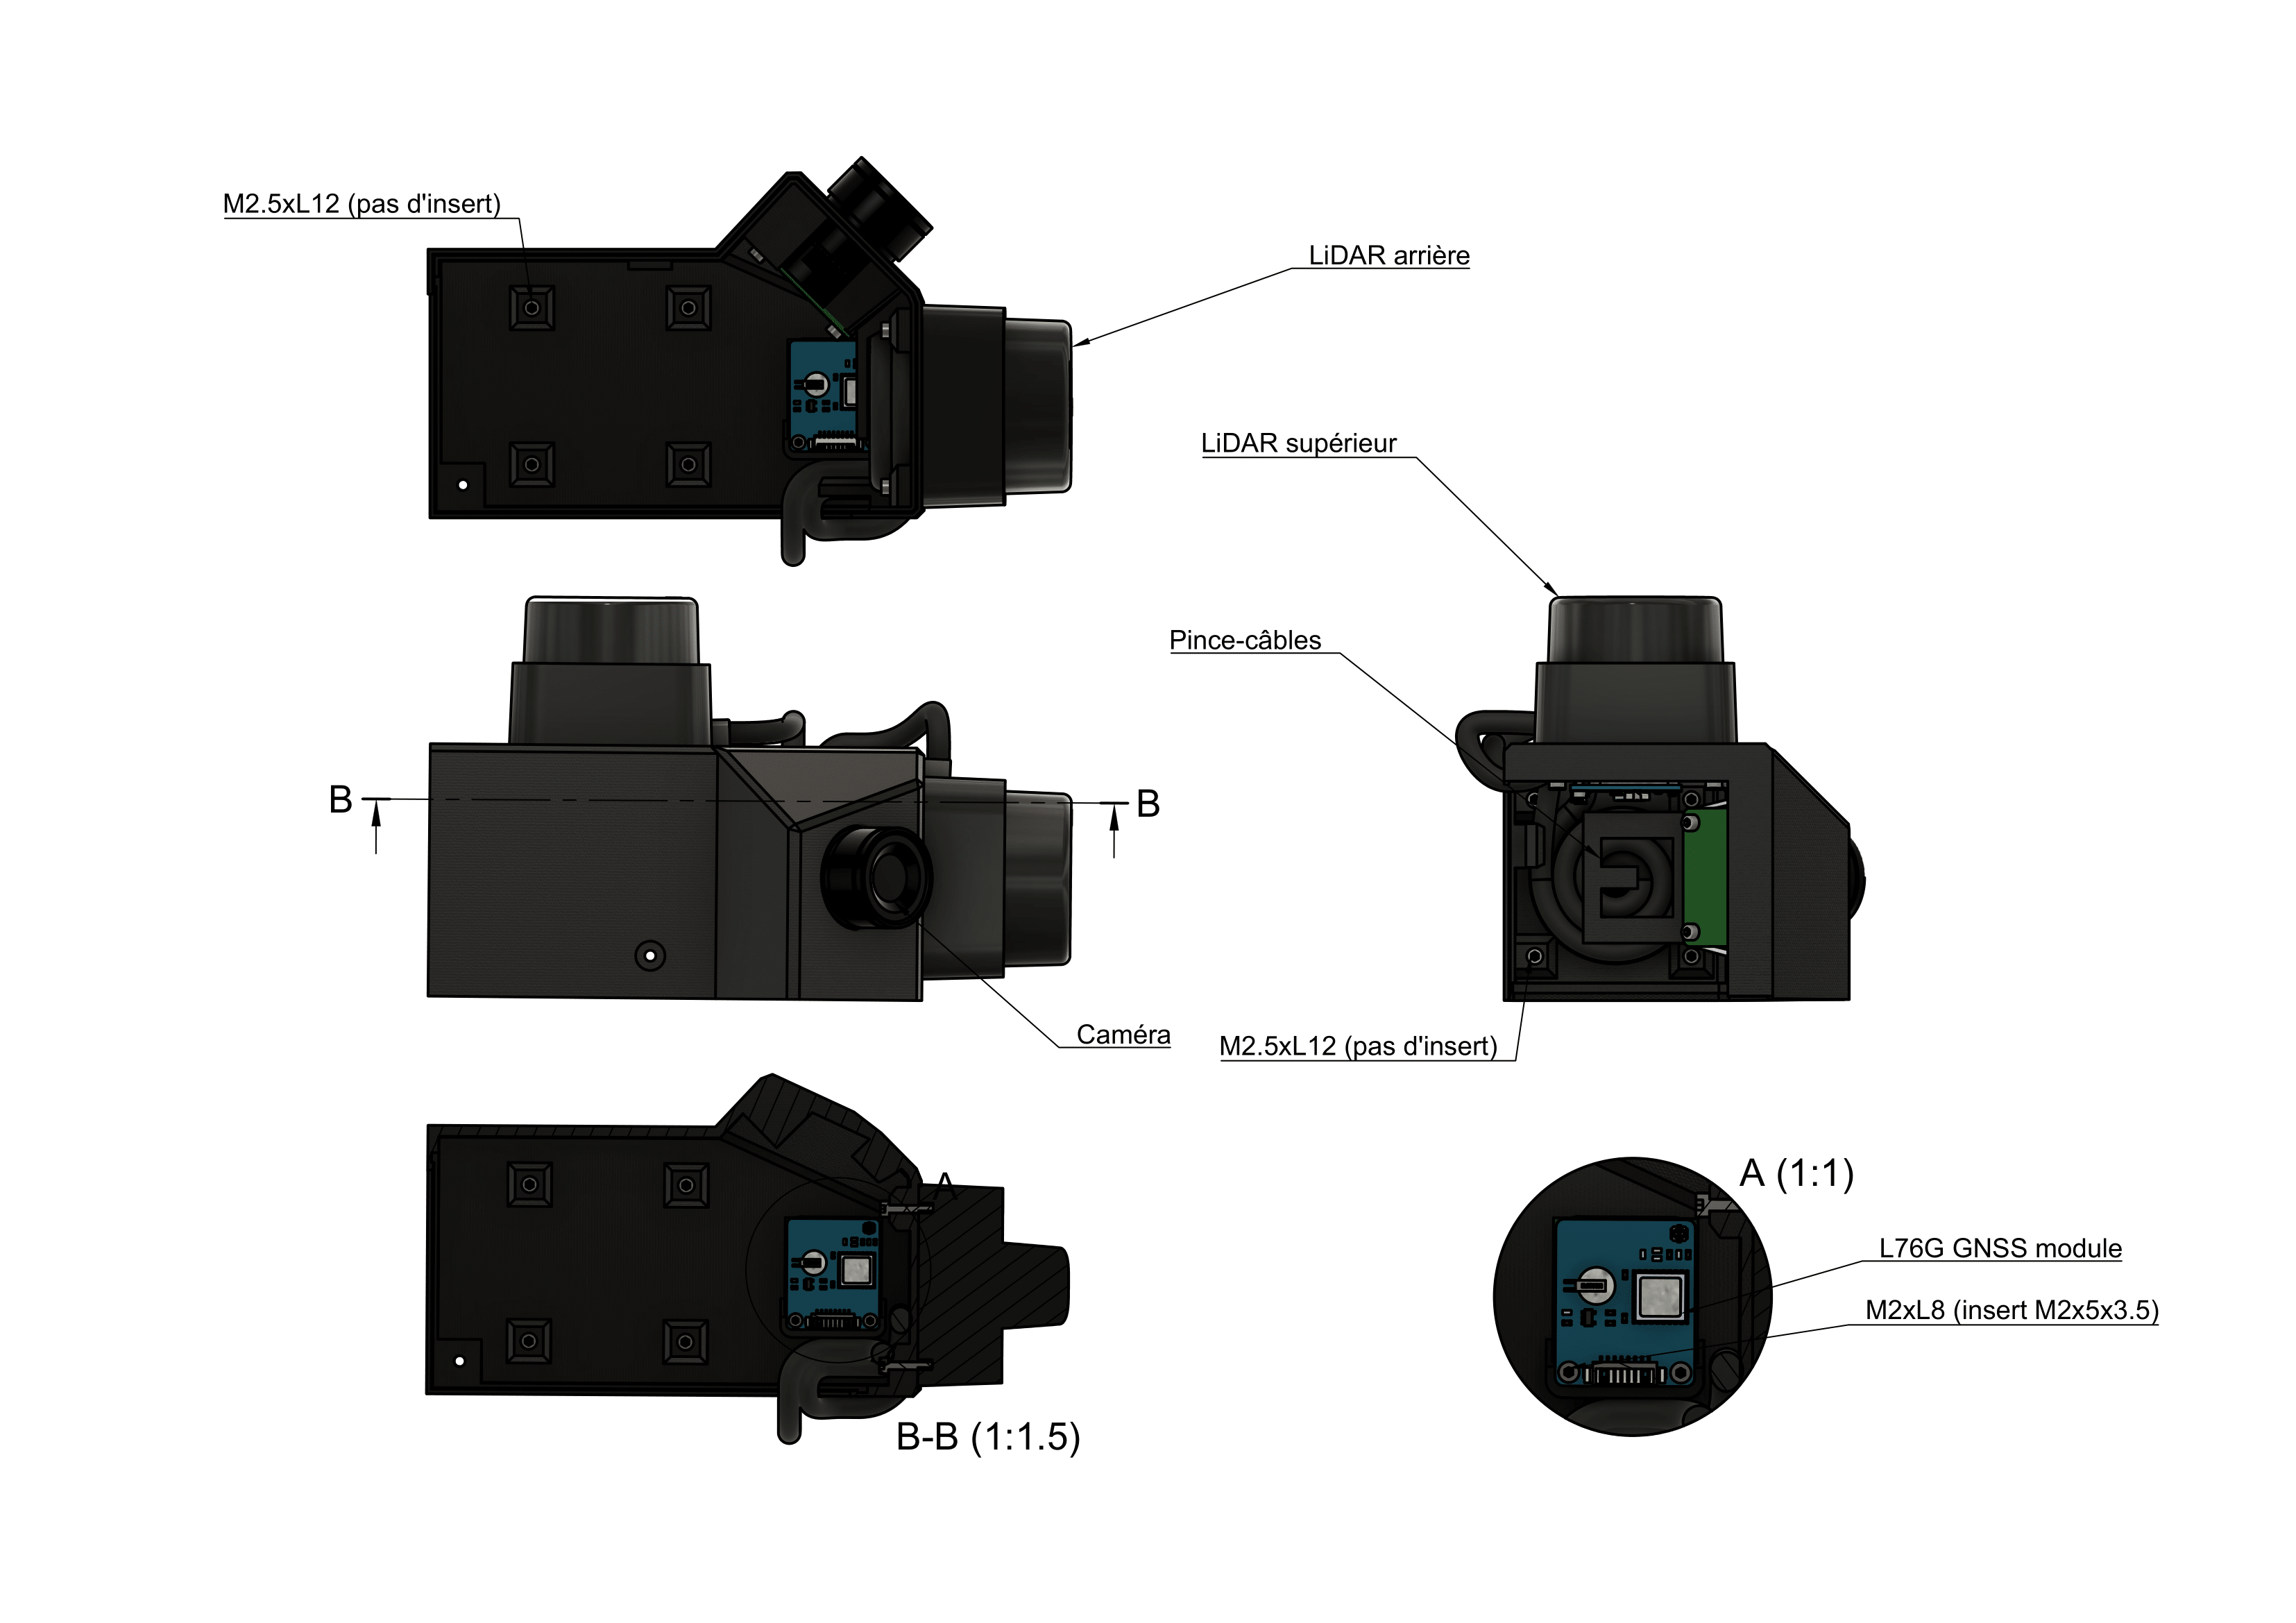 M2.5xL12 (pas d'insert)
LiDAR arrière
LiDAR supérieur
Pince-câbles
B
B
Caméra
M2.5xL12 (pas d'insert)
A
B-B (1:1.5)
A (1:1)
L76G GNSS module
M2xL8 (insert M2x5x3.5)